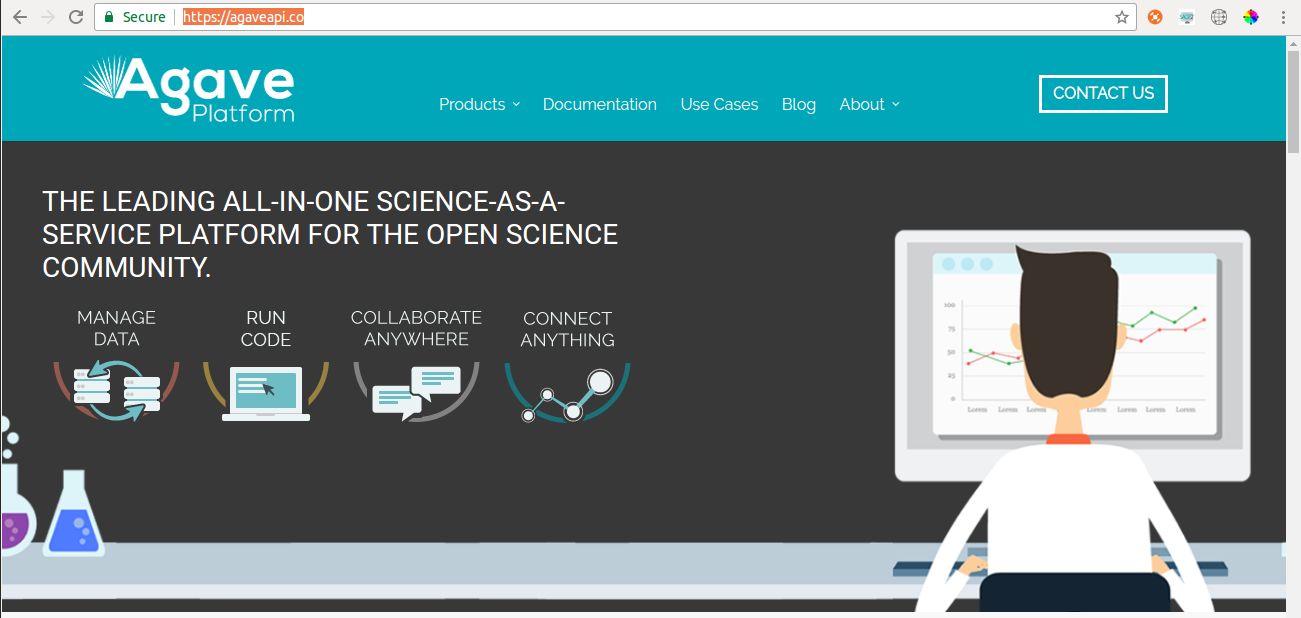 Secure https://agaveapi.co
Agave
Platform
Products Documentation Use Cases Blog About
CONTACT US
THE LEADING ALL-IN-ONE SCIENCE-AS-A-
SERVICE PLATFORM FOR THE OPEN SCIENCE
COMMUNITY.
MANAGE
DATA
RUN
CODE
COLLABORATE
ANYWHERE
CONNECT
ANYTHING
100
75
50
25
0
Lorem Lorem Lorem Lorem Lorem Lorem Lorem